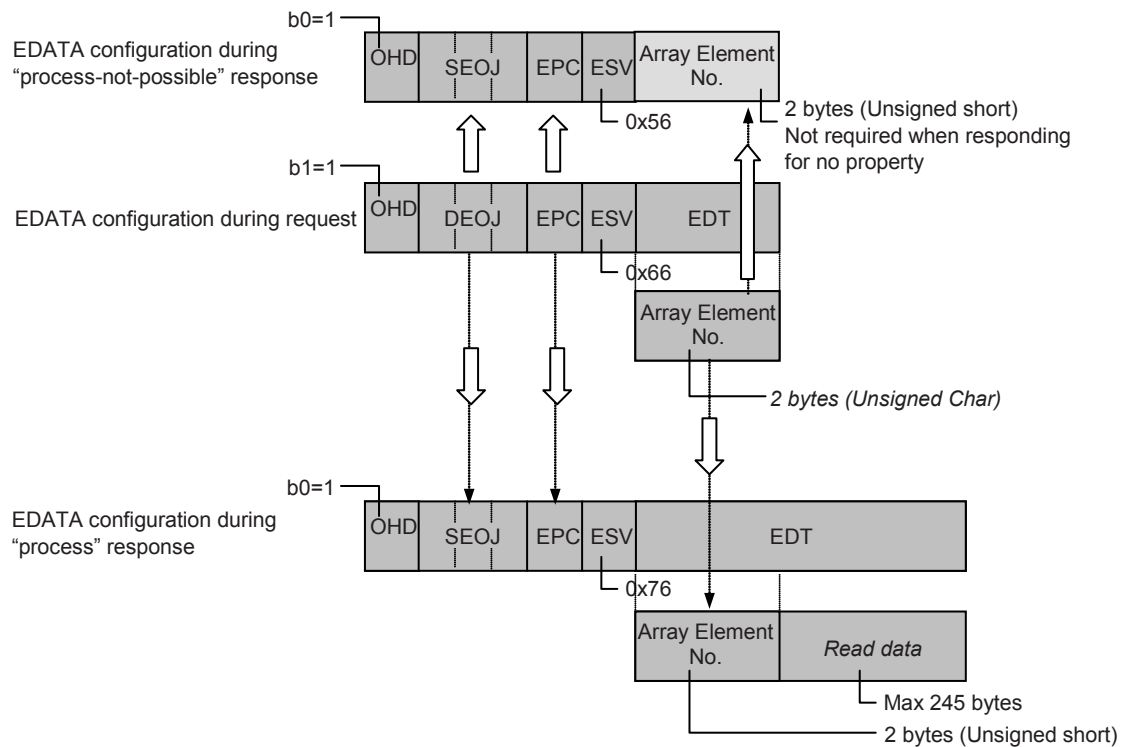 b0=1
EDATA configuration during
“process-not-possible” response
OHD
SEOJ
EPC
ESV
Array Element
No.
0x56
2 bytes (Unsigned short)
Not required when responding
for no property
b1=1
EDATA configuration during request
OHD
DEOJ
EPC
ESV
EDT
0x66
Array Element
No.
2 bytes (Unsigned Char)
b0=1
EDATA configuration during
“process” response
OHD
SEOJ
EPC
ESV
EDT
0x76
Array Element
No.
Read data
Max 245 bytes
2 bytes (Unsigned short)